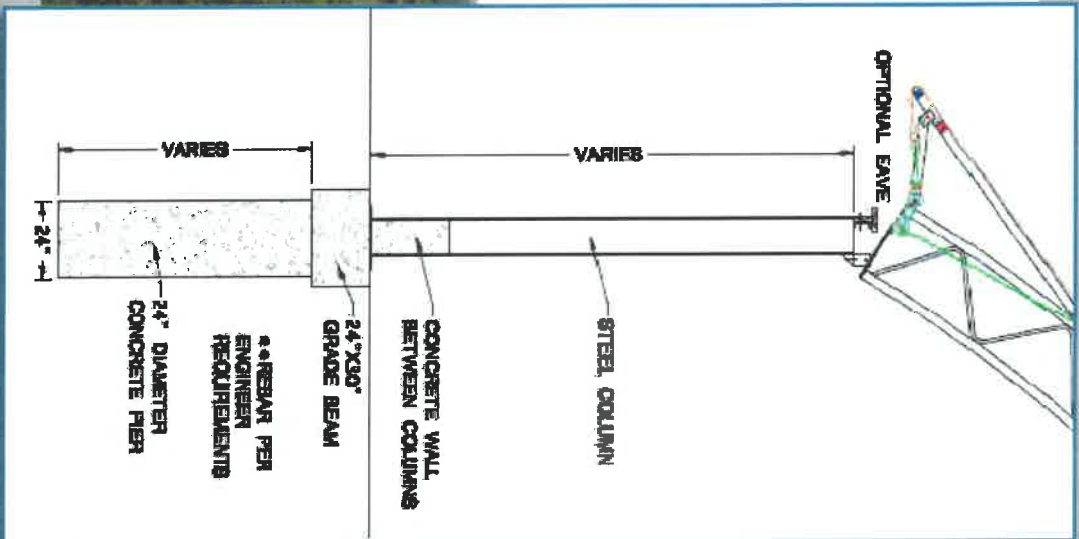 OPTIONAL EAVE
VARIES
VARIES
STEEL COLUMN
CONCRETE WALL
BETWEEN COLUMNS
24"X30"
GRADE BEAM
**REBAR PER
ENGINEER
REQUIREMENTS
24" DIAMETER
CONCRETE PIER
24"